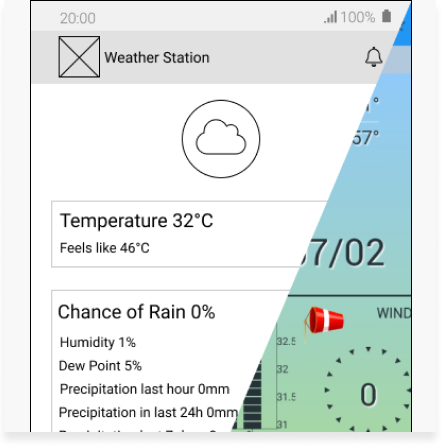 20:00 100%
Weather Station
57°
Temperature 32°C
Feels like 46°C
7/02
Chance of Rain 0%
WIND
Humidity 1%
32.5
Dew Point 5%
32
Precipitation last hour 0mm
0
31.5
Precipitation in last 24h 0mm
31